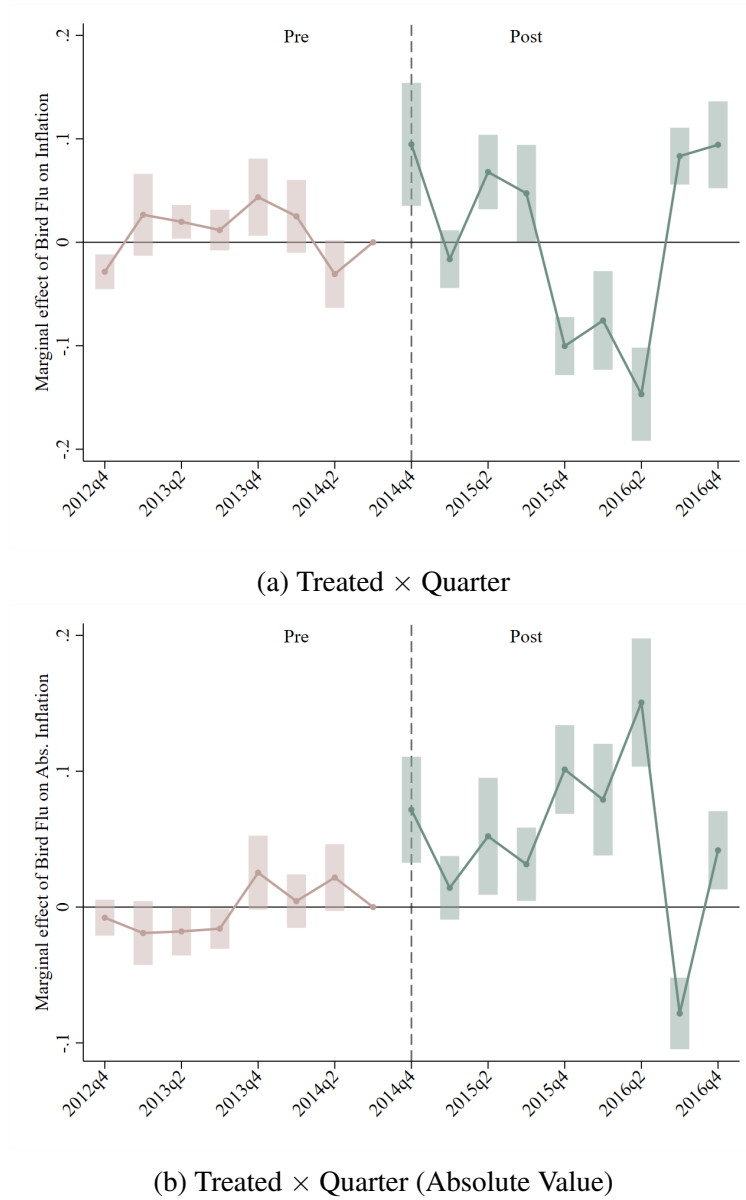 Pre
Post
Marginal effect of Bird Flu on Inflation
.2
.1
0
-.1
-.2
2012q4
2013q2
2013q4
2014q2
2014q4
2015q2
2015q4
2016q2
2016q4
(a) Treated × Quarter
Pre
Post
Marginal effect of Bird Flu on Abs. Inflation
.2
.1
0
-.1
2012q4
2013q2
2013q4
2014q2
2014q4
2015q2
2015q4
2016q2
2016q4
(b) Treated × Quarter (Absolute Value)